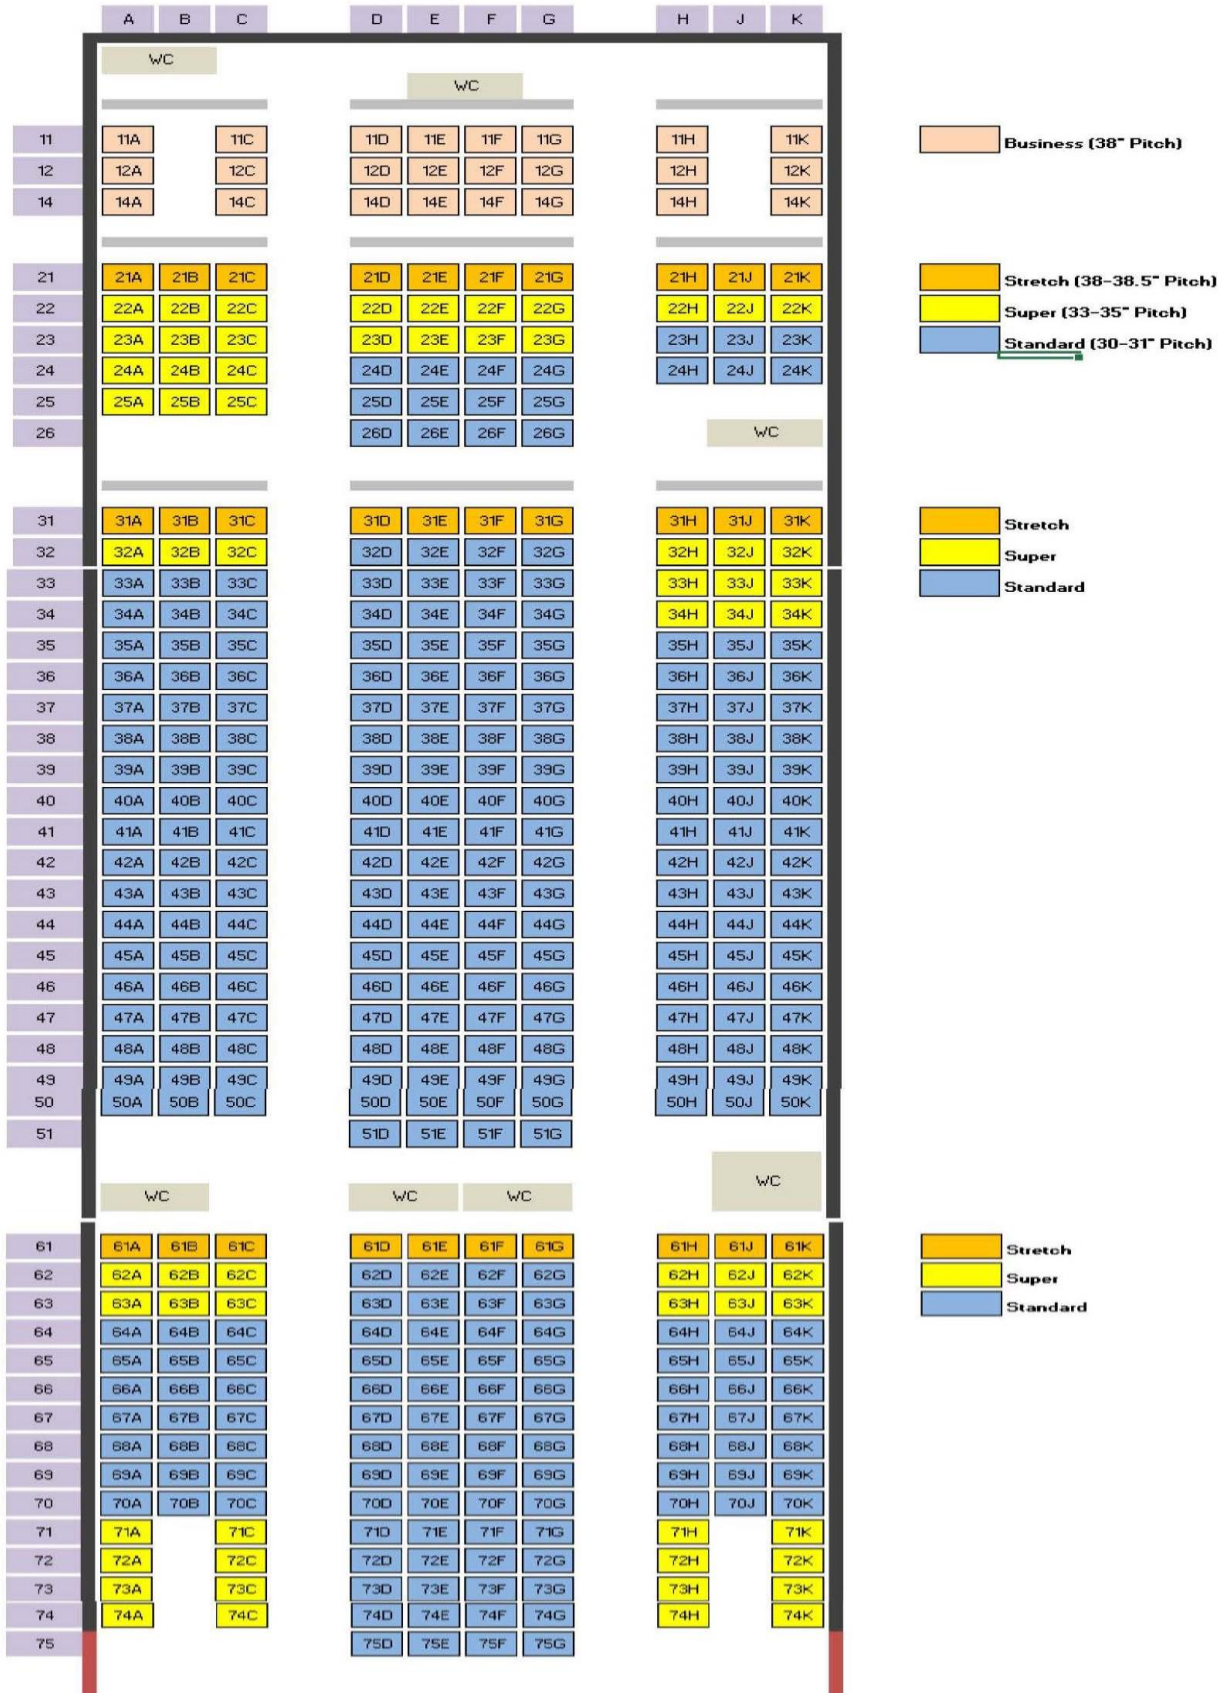 A B C D E F G H J K
WC
WC
11 11A 11C 11D 11E 11F 11G 11H 11K Business (38" Pitch)
12 12A 12C 12D 12E 12F 12G 12H 12K
14 14A 14C 14D 14E 14F 14G 14H 14K
21 21A 21B 21C 21D 21E 21F 21G 21H 21J 21K Stretch (38-38.5" Pitch)
22 22A 22B 22C 22D 22E 22F 22G 22H 22J 22K Super (33-35" Pitch)
23 23A 23B 23C 23D 23E 23F 23G 23H 23J 23K Standard (30-31" Pitch)
24 24A 24B 24C 24D 24E 24F 24G 24H 24J 24K
25 25A 25B 25C 25D 25E 25F 25G
26 26D 26E 26F 26G WC
31 31A 31B 31C 31D 31E 31F 31G 31H 31J 31K Stretch
32 32A 32B 32C 32D 32E 32F 32G 32H 32J 32K Super
33 33A 33B 33C 33D 33E 33F 33G 33H 33J 33K Standard
34 34A 34B 34C 34D 34E 34F 34G 34H 34J 34K
35 35A 35B 35C 35D 35E 35F 35G 35H 35J 35K
36 36A 36B 36C 36D 36E 36F 36G 36H 36J 36K
37 37A 37B 37C 37D 37E 37F 37G 37H 37J 37K
38 38A 38B 38C 38D 38E 38F 38G 38H 38J 38K
39 39A 39B 39C 39D 39E 39F 39G 39H 39J 39K
40 40A 40B 40C 40D 40E 40F 40G 40H 40J 40K
41 41A 41B 41C 41D 41E 41F 41G 41H 41J 41K
42 42A 42B 42C 42D 42E 42F 42G 42H 42J 42K
43 43A 43B 43C 43D 43E 43F 43G 43H 43J 43K
44 44A 44B 44C 44D 44E 44F 44G 44H 44J 44K
45 45A 45B 45C 45D 45E 45F 45G 45H 45J 45K
46 46A 46B 46C 46D 46E 46F 46G 46H 46J 46K
47 47A 47B 47C 47D 47E 47F 47G 47H 47J 47K
48 48A 48B 48C 48D 48E 48F 48G 48H 48J 48K
49 49A 49B 49C 49D 49E 49F 49G 49H 49J 49K
50 50A 50B 50C 50D 50E 50F 50G 50H 50J 50K
51 51D 51E 51F 51G
WC WC WC WC
61 61A 61B 61C 61D 61E 61F 61G 61H 61J 61K Stretch
62 62A 62B 62C 62D 62E 62F 62G 62H 62J 62K Super
63 63A 63B 63C 63D 63E 63F 63G 63H 63J 63K Standard
64 64A 64B 64C 64D 64E 64F 64G 64H 64J 64K
65 65A 65B 65C 65D 65E 65F 65G 65H 65J 65K
66 66A 66B 66C 66D 66E 66F 66G 66H 66J 66K
67 67A 67B 67C 67D 67E 67F 67G 67H 67J 67K
68 68A 68B 68C 68D 68E 68F 68G 68H 68J 68K
69 69A 69B 69C 69D 69E 69F 69G 69H 69J 69K
70 70A 70B 70C 70D 70E 70F 70G 70H 70J 70K
71 71A 71C 71D 71E 71F 71G 71H 71K
72 72A 72C 72D 72E 72F 72G 72H 72K
73 73A 73C 73D 73E 73F 73G 73H 73K
74 74A 74C 74D 74E 74F 74G 74H 74K
75 75D 75E 75F 75G